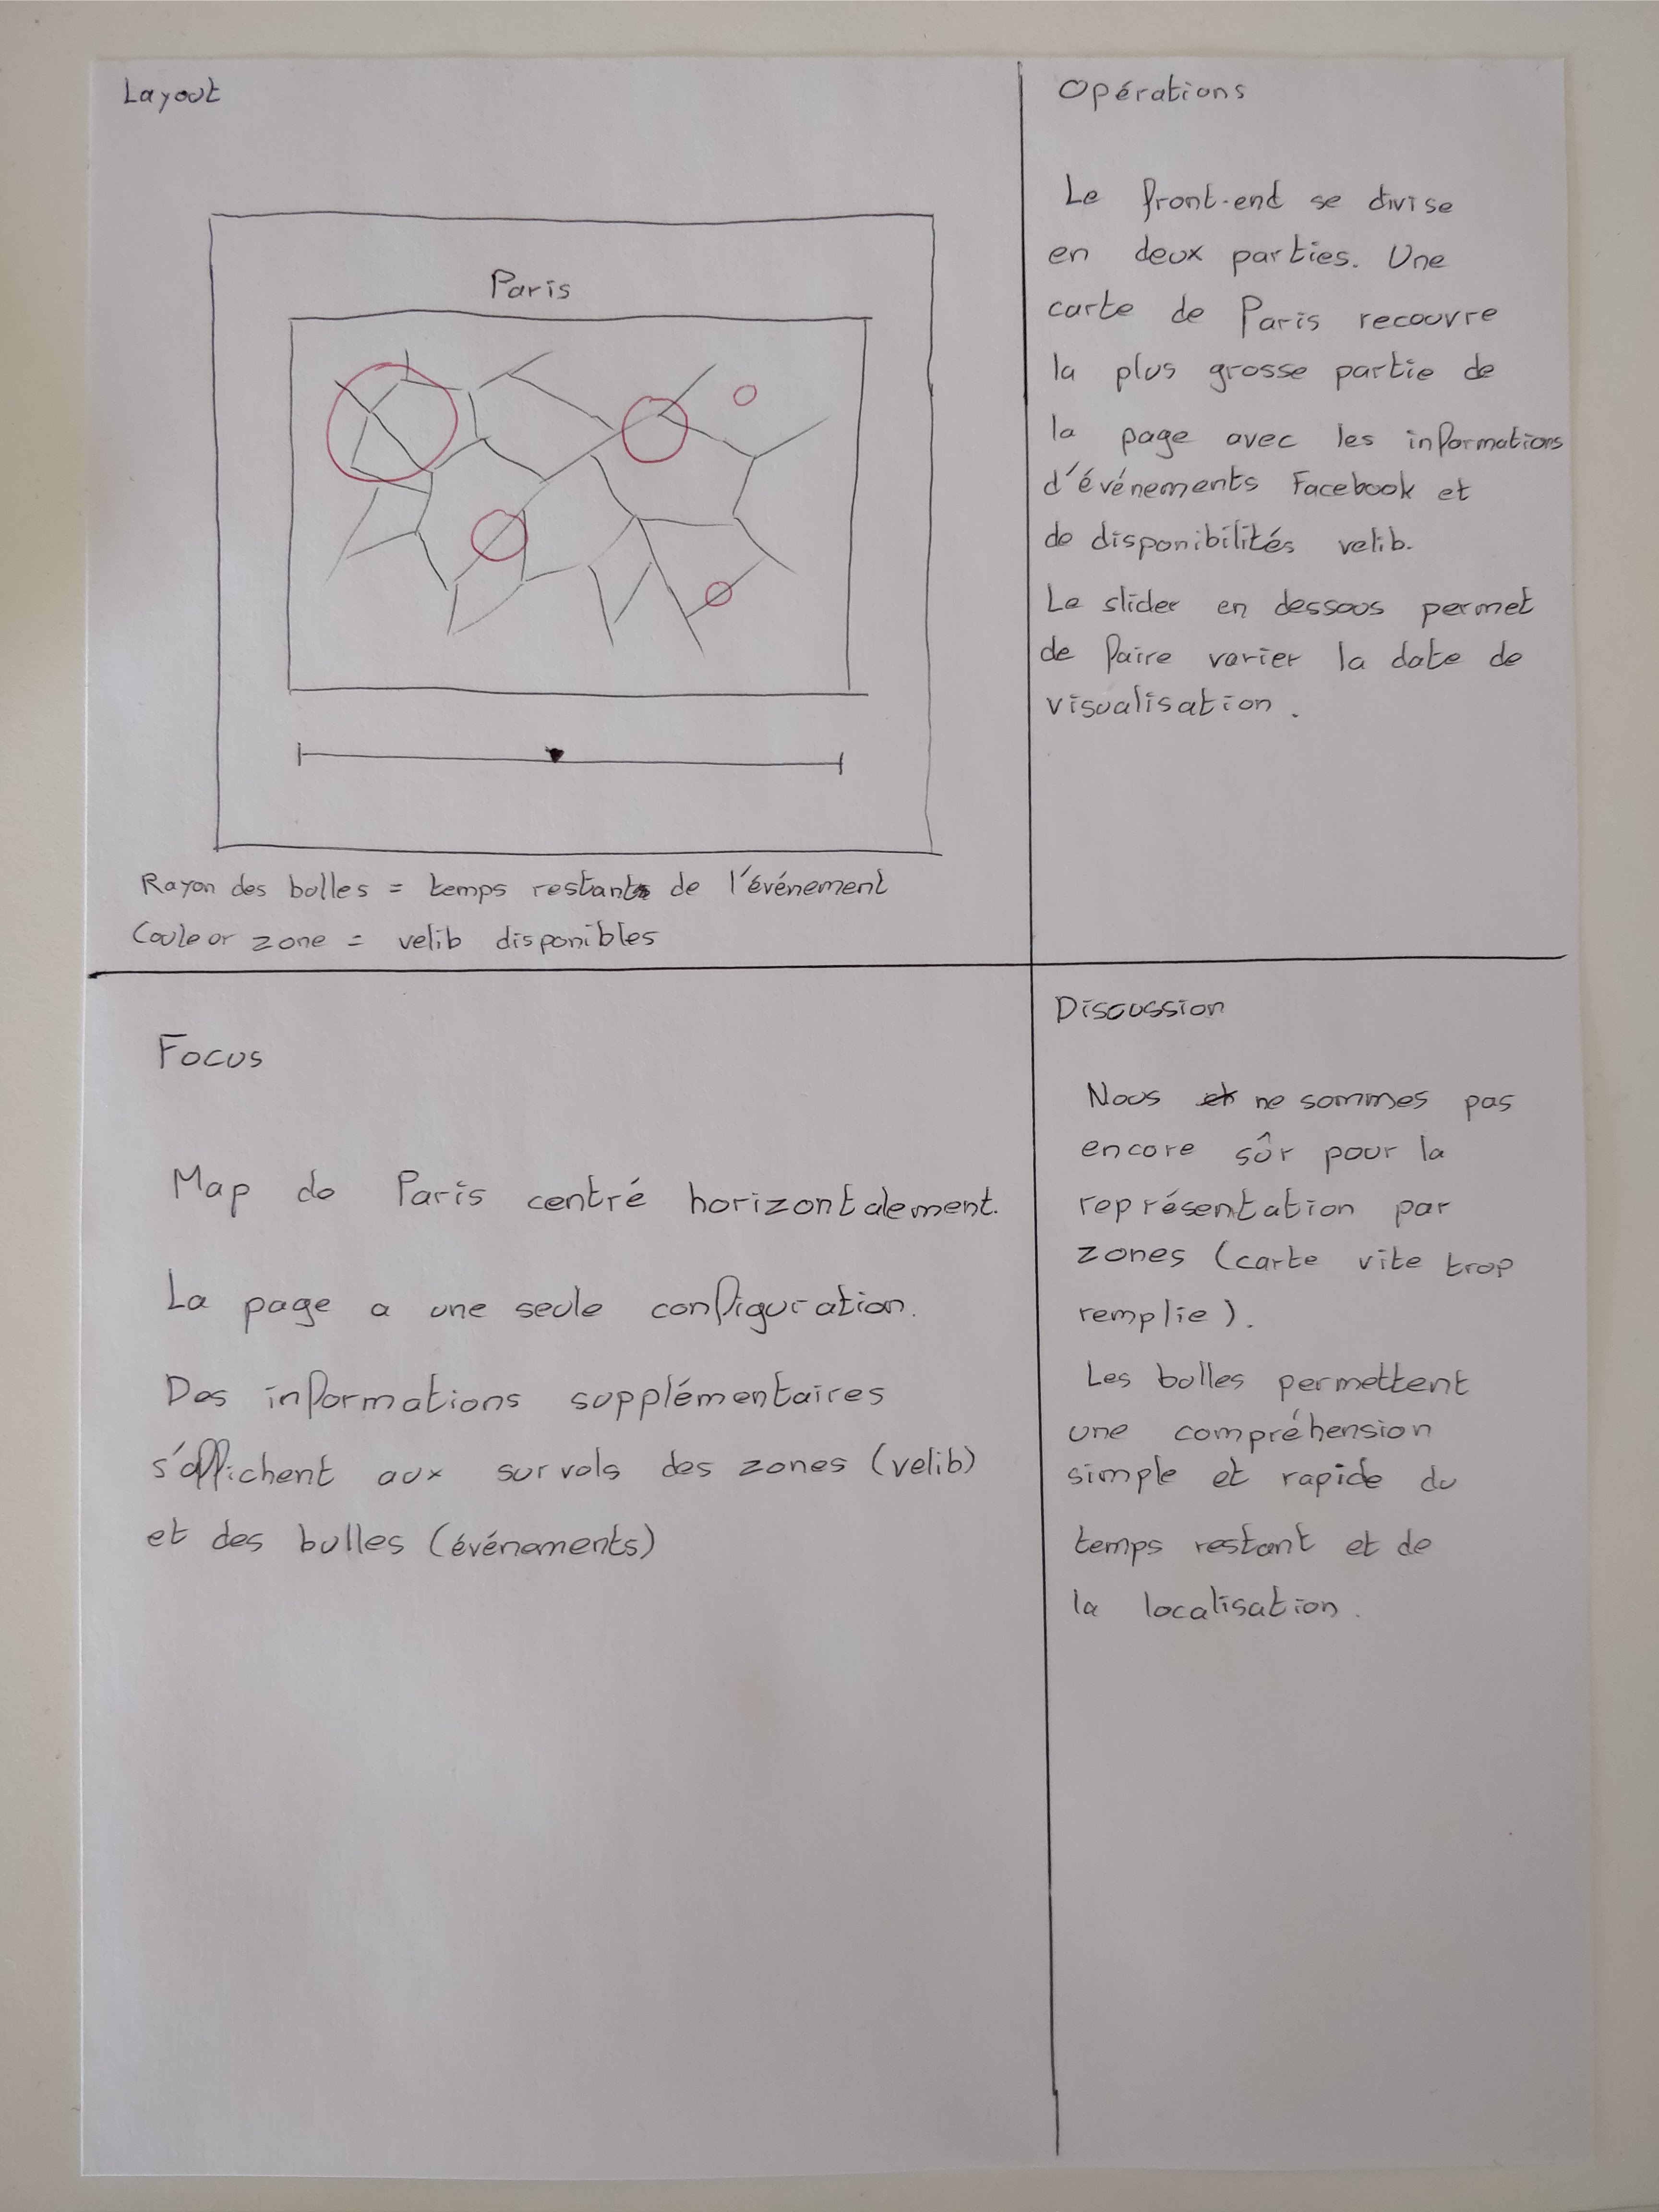 Layout
Paris
Rayon des bulles = temps restant de l'événement
Couleur zone = velib disponibles
Opérations
Le front-end se divise
en deux parties. Une
carte de Paris recouvre
la plus grosse partie de
la page avec les informations
d'événements Facebook et
de disponibilités velib.
Le slider en dessous permet
de faire varier la date de
visualisation.
Focus
Map de Paris centré horizontalement.
La page a une seule configuration.
Des informations supplémentaires
s'affichent aux survols des zones (velib)
et des bulles (événements)
Discussion
Nous ne sommes pas
encore sûr pour la
représentation par
zones (carte vite trop
remplie).
Les bulles permettent
une compréhension
simple et rapide du
temps restant et de
la localisation.